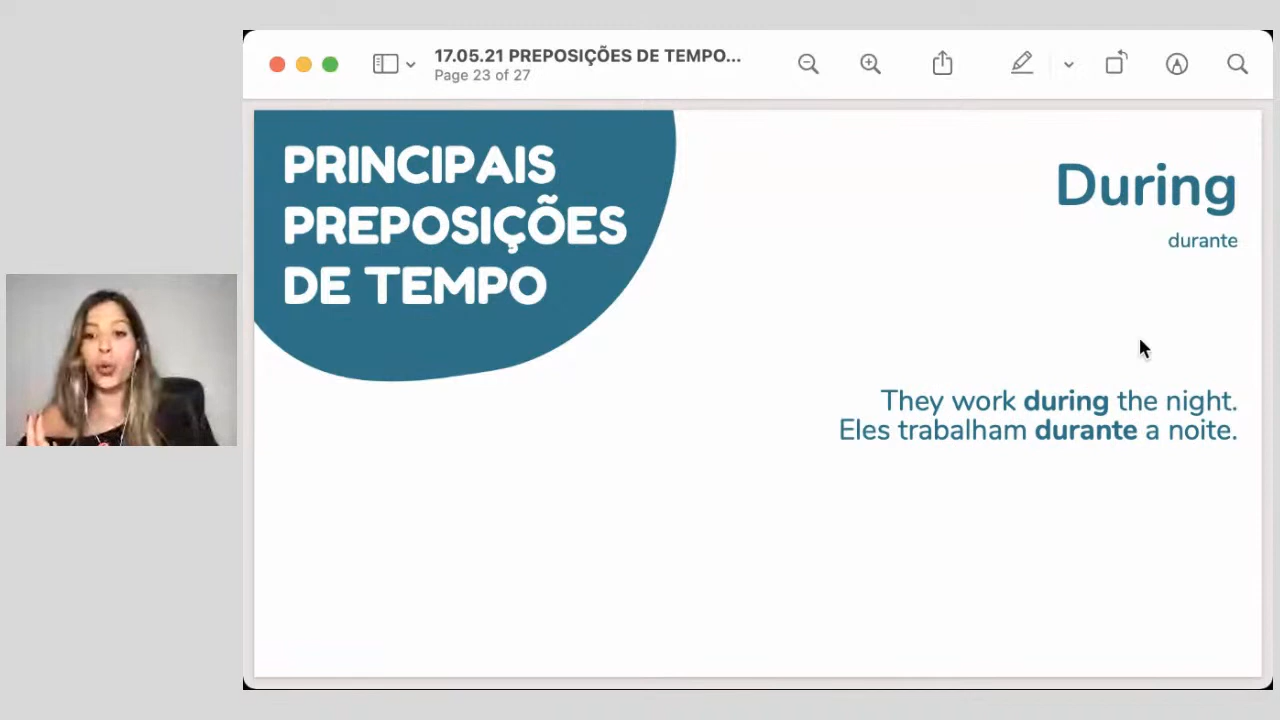 17.05.21 PREPOSIÇÕES DE TEMPO...
Page 23 of 27
PRINCIPAIS
PREPOSIÇÕES
DE TEMPO
During
durante
They work during the night.
Eles trabalham durante a noite.